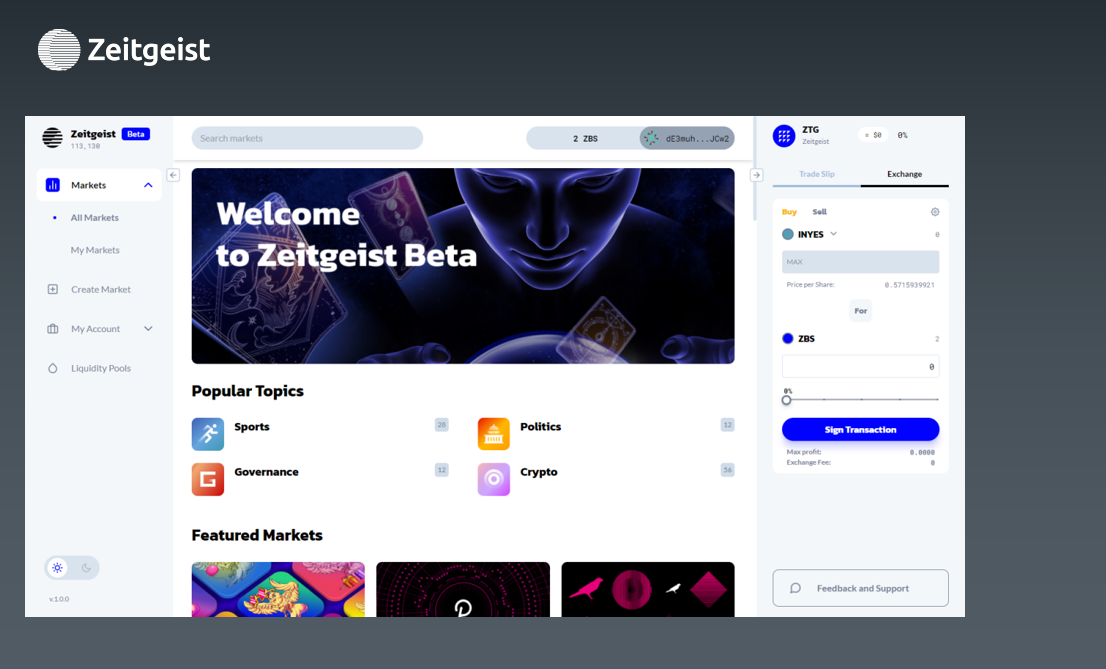 Zeitgeist
Zeitgeist Beta
113,130
Markets
All Markets
My Markets
Create Market
My Account
Liquidity Pools
v.1.0.0
Search markets
2 ZBS
dE3muh...JCw2
Welcome
to Zeitgeist Beta
Popular Topics
Sports 28
Politics 12
Governance 12
Crypto 56
Featured Markets
ZTG
Zeitgeist
= $0 0%
Trade Slip Exchange
Buy Sell
INYES 0
MAX
Price per Share: 0.5715939921
For
ZBS 2
0
0%
Sign Transaction
Max profit: 0.0000
Exchange Fee: 0
Feedback and Support